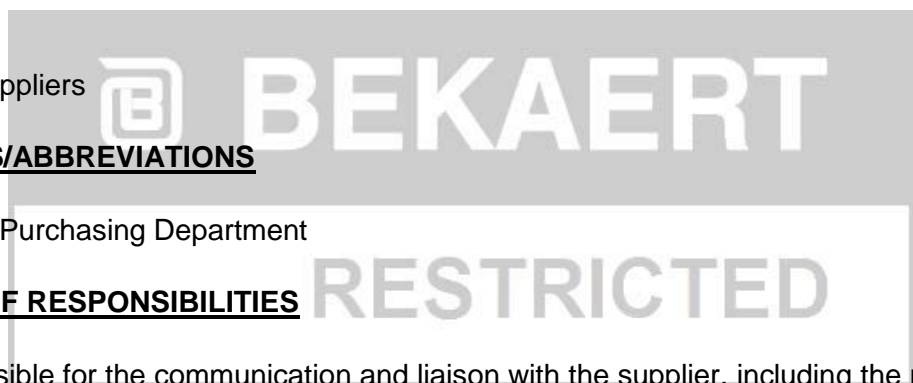 ppliers
BEKAERT
S/ABBREVIATIONS
Purchasing Department
F RESPONSIBILITIES
RESTRICTED
sible for the communication and liaison with the supplier, including the